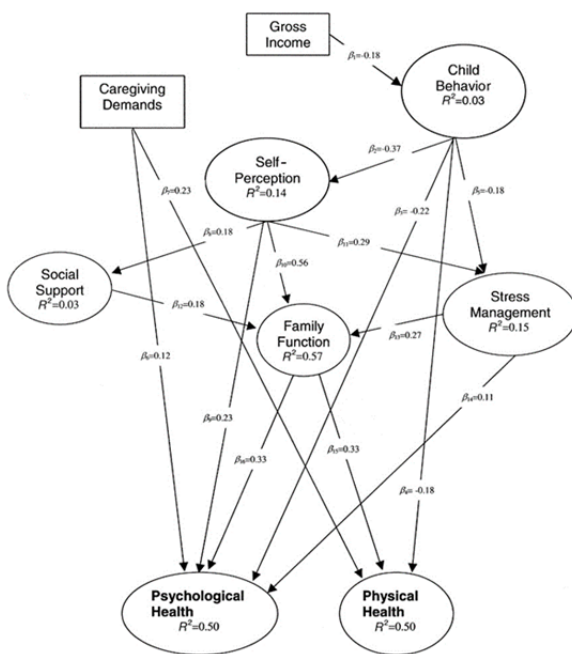 Gross
Income
β₁=-0.18
Child
Behavior
R²=0.03
Caregiving
Demands
β₂=-0.37
Self-
Perception
R²=0.14
β₇=0.23
β₃= -0.22
β₅=-0.18
β₈=0.18
β₁₁=0.29
β₁₀=0.56
Social
Support
R²=0.03
Stress
Management
R²=0.15
β₁₂=0.18
Family
Function
R²=0.57
β₁₃=0.27
β₆=0.12
β₁₄=0.11
β₉=0.23
β₁₆=0.33
β₁₅=0.33
β₄= -0.18
Psychological
Health
R²=0.50
Physical
Health
R²=0.50